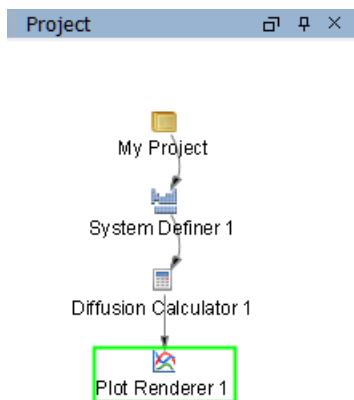 Project
My Project
System Definer 1
Diffusion Calculator 1
Plot Renderer 1